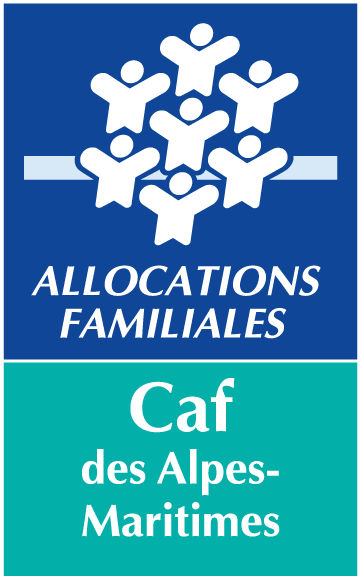 ALLOCATIONS
FAMILIALES
Caf
des Alpes-
Maritimes